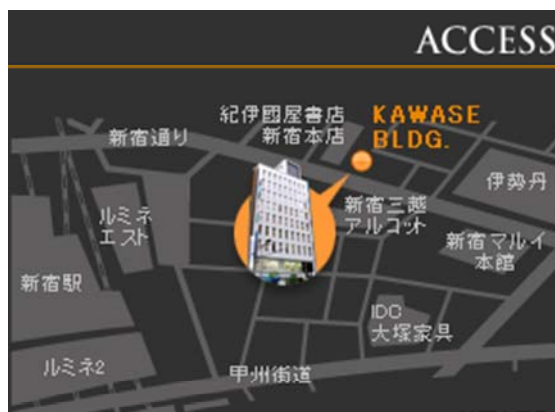 ACCESS
紀伊國屋書店
新宿本店
KAWASE
BLDG.
新宿通り
伊勢丹
ルミネ
エスト
新宿三越
アルコット
新宿マルイ
本館
新宿駅
IDC
大塚家具
ルミネ2
甲州街道